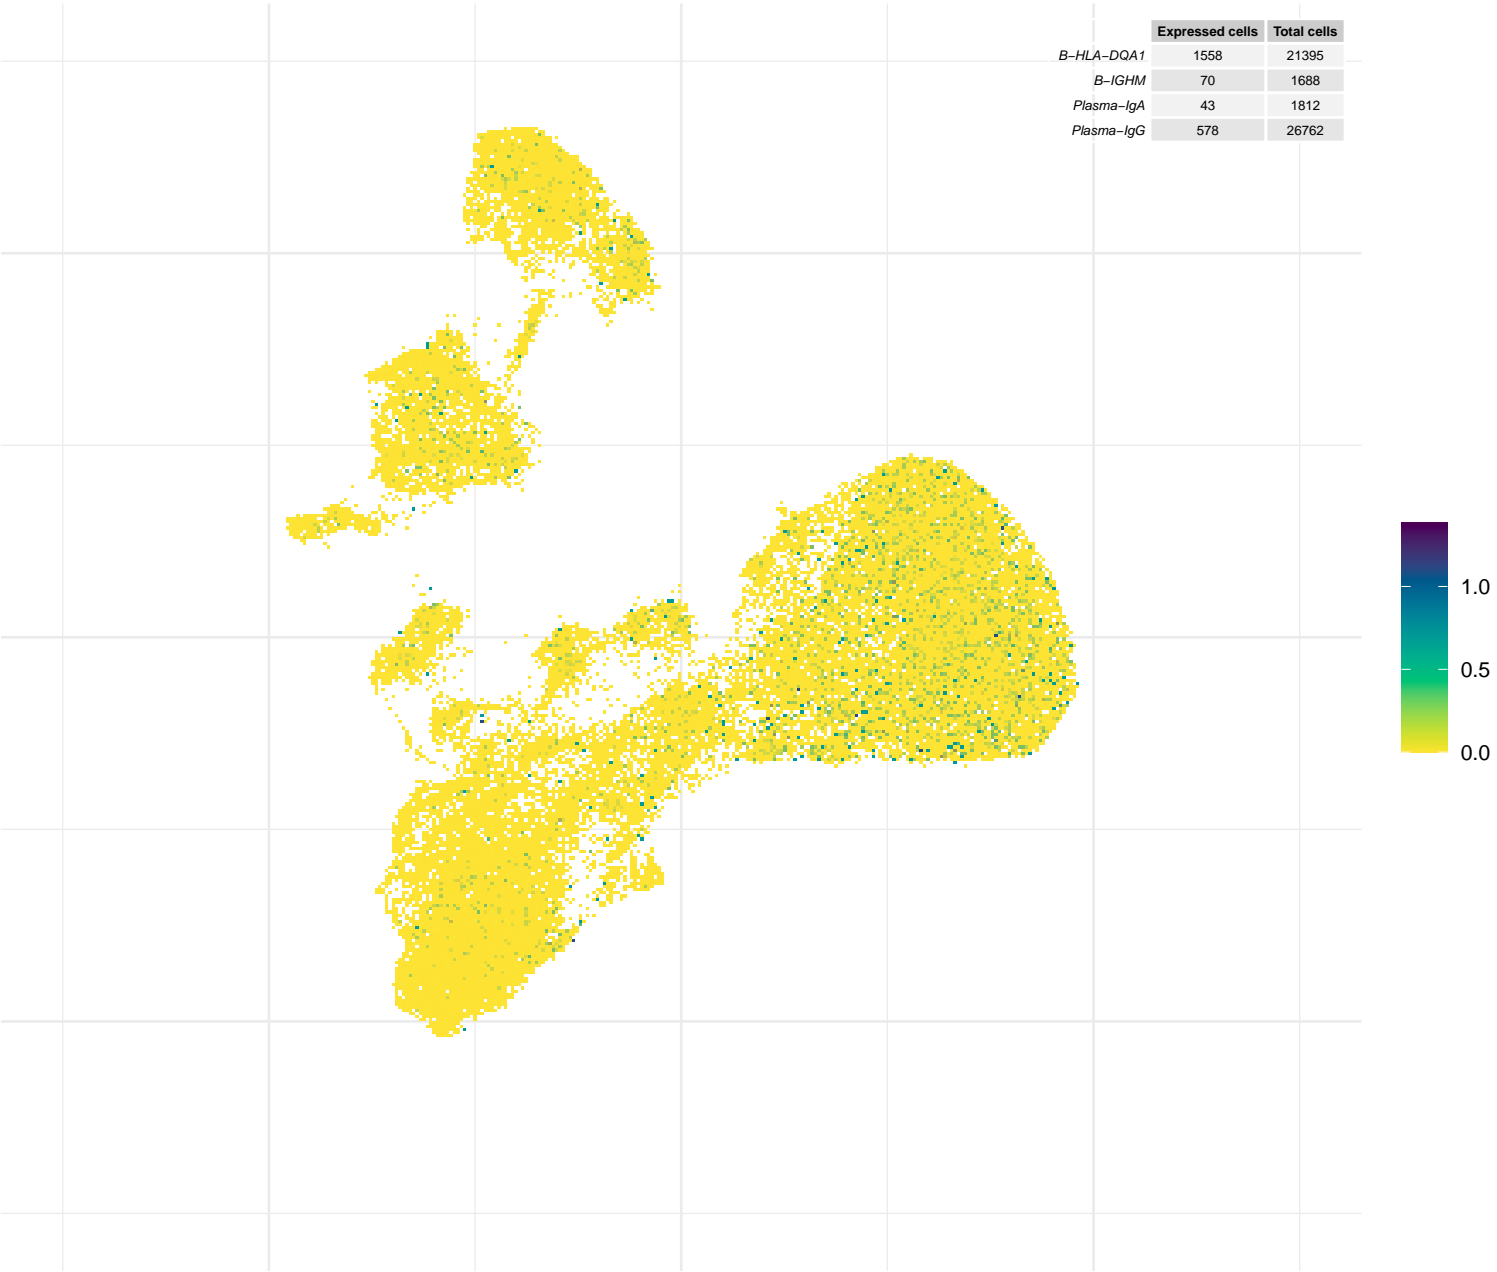 Expressed cells Total cells
B−HLA−DQA1 1558 21395
B−IGHM 70 1688
Plasma−IgA 43 1812
Plasma−IgG 578 26762
1.0
0.5
0.0